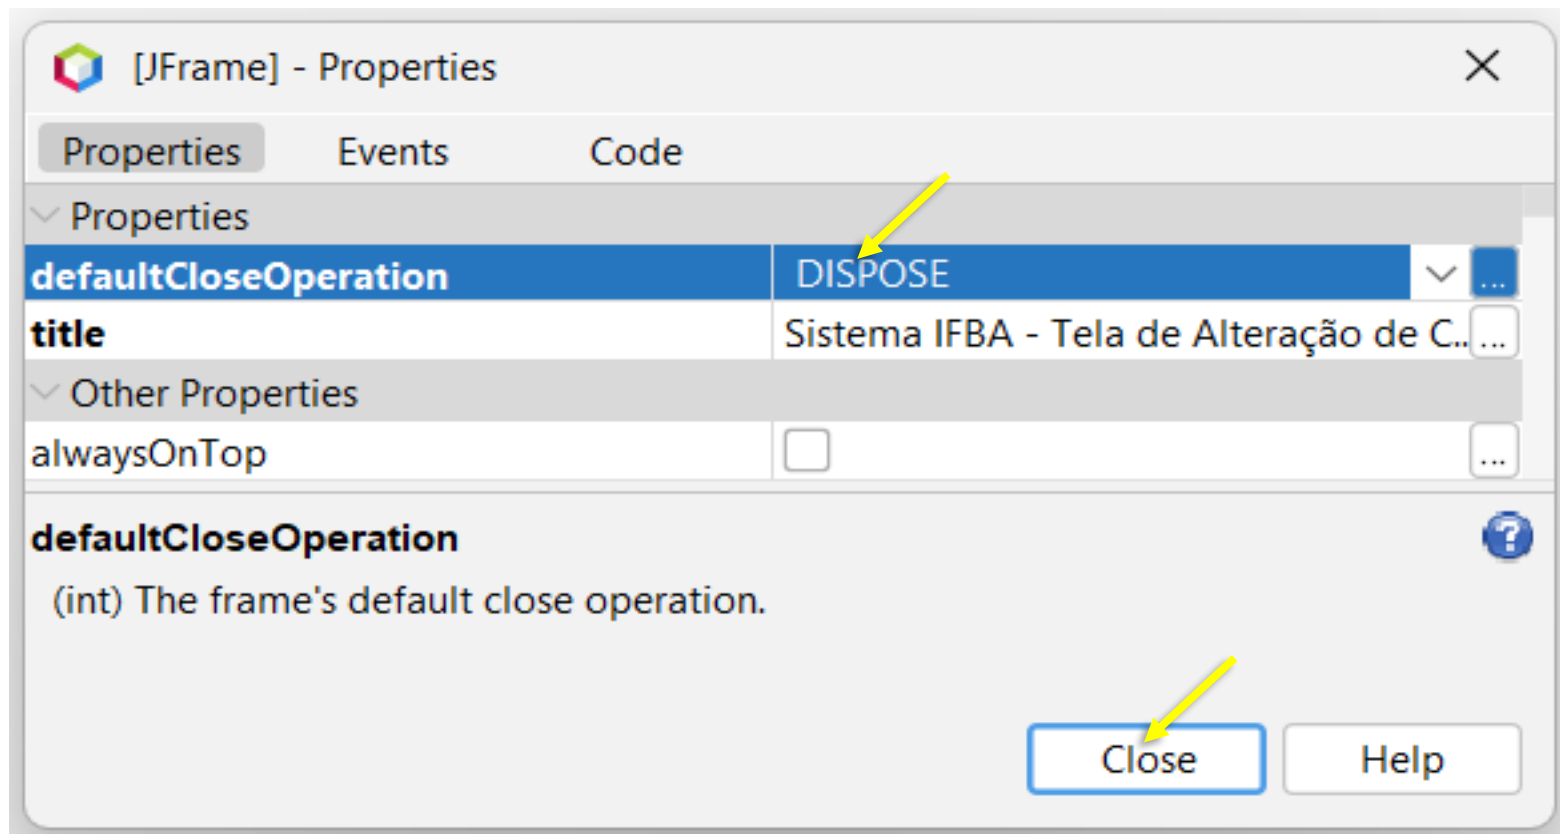 [JFrame] - Properties
Properties Events Code
Properties
defaultCloseOperation DISPOSE ...
title Sistema IFBA - Tela de Alteração de C.. ...
Other Properties
alwaysOnTop ...
defaultCloseOperation
(int) The frame's default close operation.
Close Help